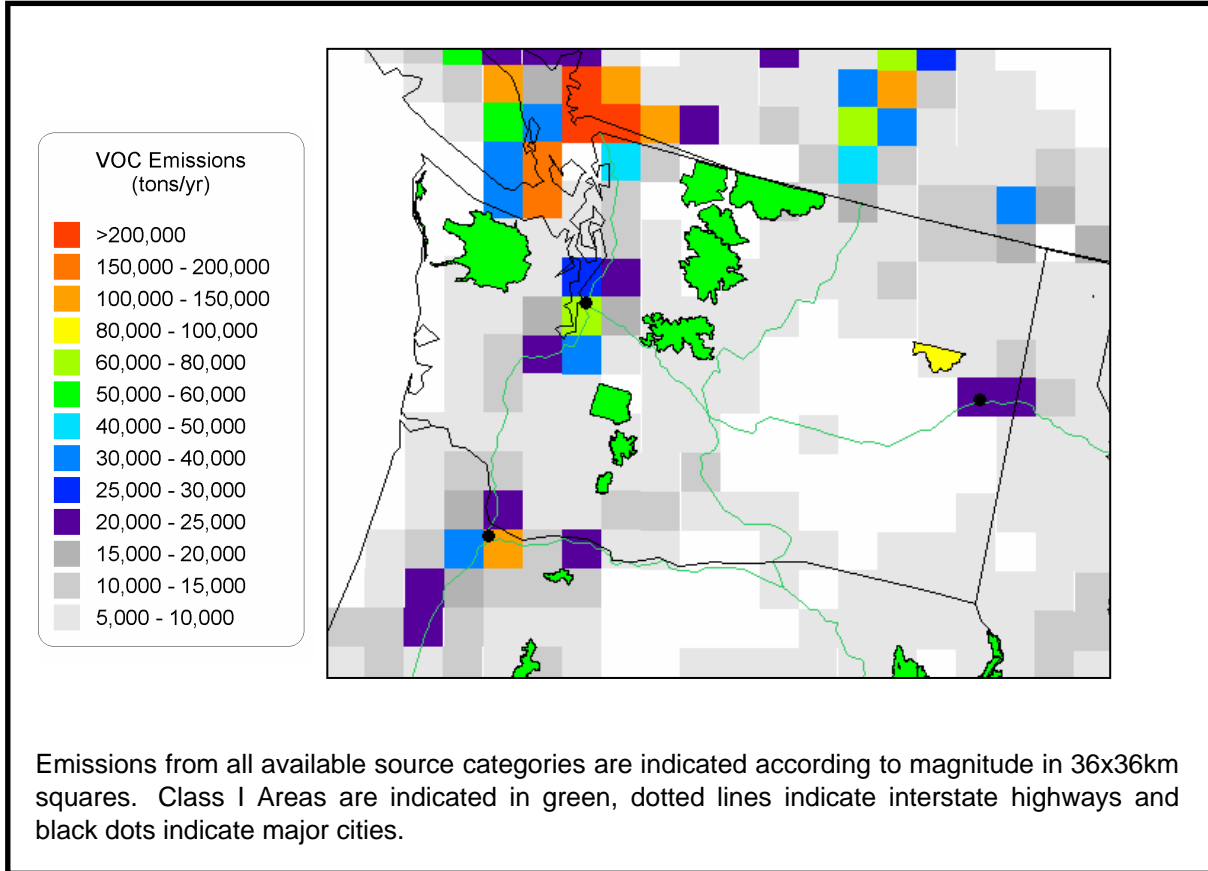 VOC Emissions
(tons/yr)
>200,000
150,000 - 200,000
100,000 - 150,000
80,000 - 100,000
60,000 - 80,000
50,000 - 60,000
40,000 - 50,000
30,000 - 40,000
25,000 - 30,000
20,000 - 25,000
15,000 - 20,000
10,000 - 15,000
5,000 - 10,000
Emissions from all available source categories are indicated according to magnitude in 36x36km
squares. Class I Areas are indicated in green, dotted lines indicate interstate highways and
black dots indicate major cities.